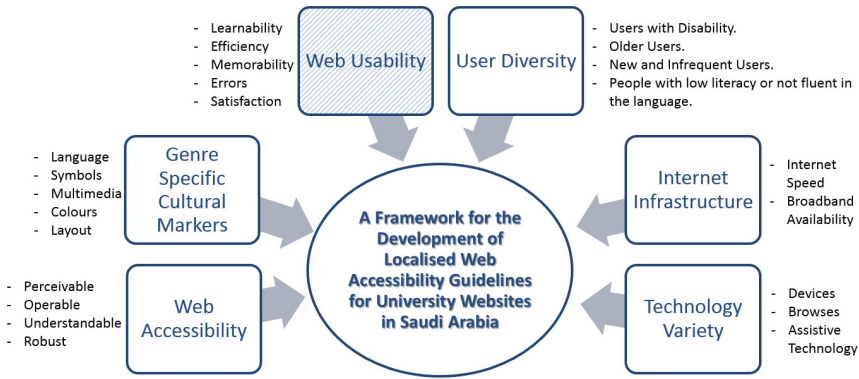 - Learnability
- Efficiency
- Memorability
- Errors
- Satisfaction
Web Usability
User Diversity
- Users with Disability.
- Older Users.
- New and Infrequent Users.
- People with low literacy or not fluent in
the language.
- Language
- Symbols
- Multimedia
- Colours
- Layout
Genre
Specific
Cultural
Markers
Internet
Infrastructure
- Internet
Speed
- Broadband
Availability
A Framework for the
Development of
Localised Web
Accessibility Guidelines
for University Websites
in Saudi Arabia
- Perceivable
- Operable
- Understandable
- Robust
Web
Accessibility
Technology
Variety
- Devices
- Browses
- Assistive
Technology